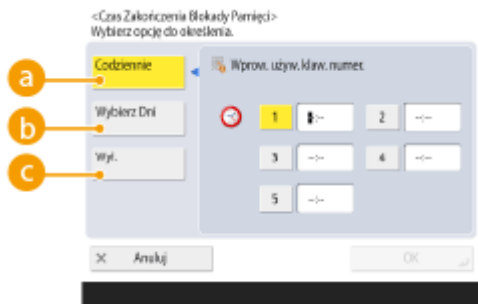 <Czas Zakończenia Blokady Pamięci>
Wybierz opcję do określenia.
a
Codziennie
Wprow. używ. klaw. numer.
b
Wybierz Dni
1 -:-- 2 --:--
c
Wył.
3 --:-- 4 --:--
5 --:--
× Anuluj OK